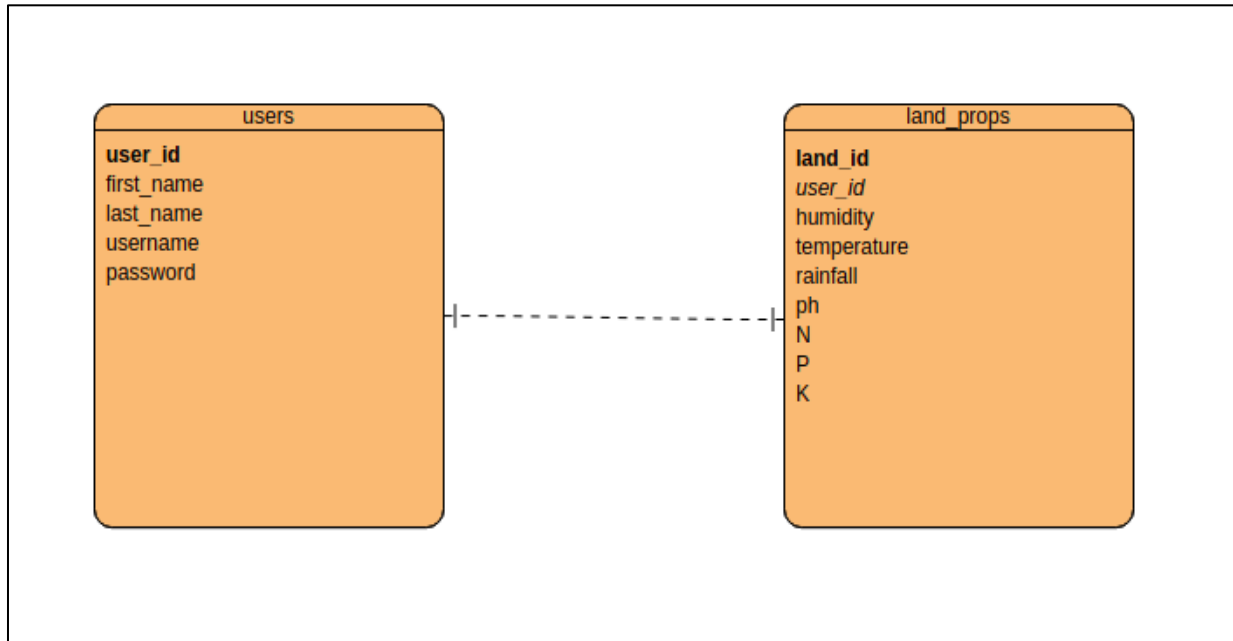 users
user_id
first_name
last_name
username
password
land_props
land_id
user_id
humidity
temperature
rainfall
ph
N
P
K